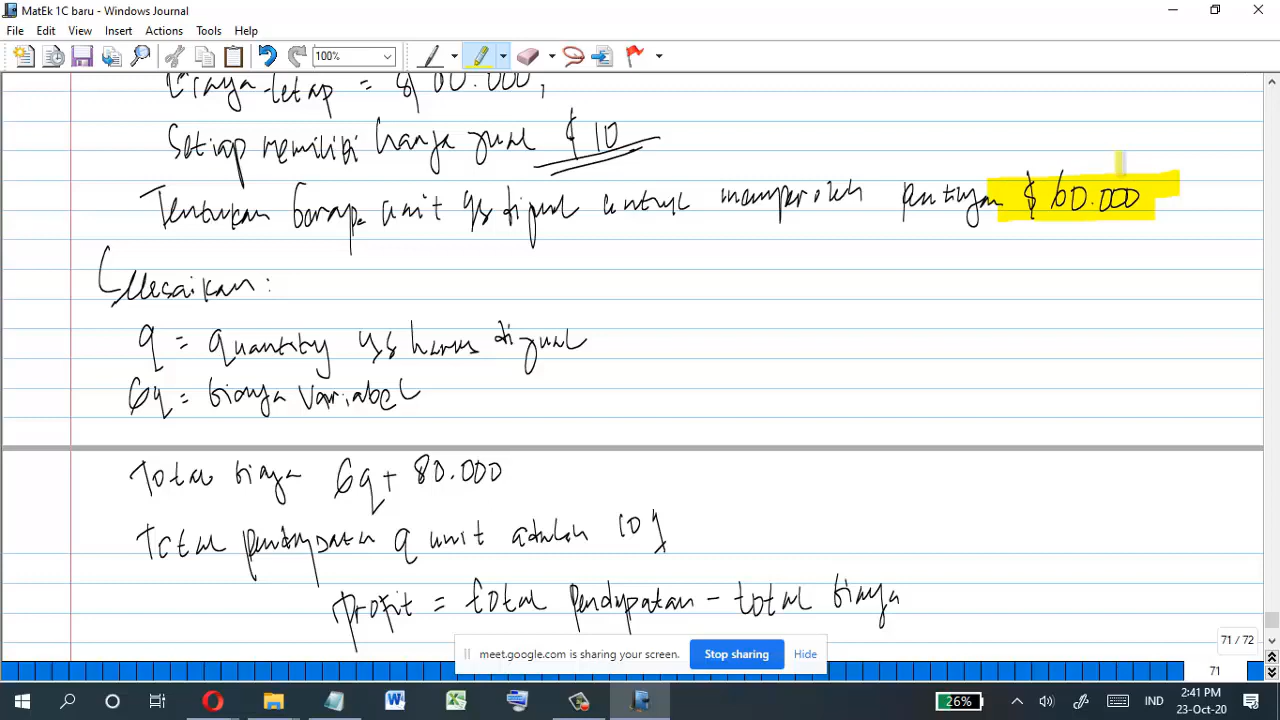 MatEk 1C baru - Windows Journal
File Edit View Insert Actions Tools Help
100%
Biaya tetap = $ 80.000,
Setiap memiliki harga jual $ 10
Tentukan berapa unit yg dijual untuk memperoleh $ 60.000
Selesaikan :
q = quantity yg harus dijual
6q = biaya variabel
Total biaya 6q + 80.000
Total pendapatan q unit adalah 10q
profit = total pendapatan - total biaya
meet.google.com is sharing your screen. Stop sharing Hide
71 / 72
71
26% IND 2:41 PM
23-Oct-20